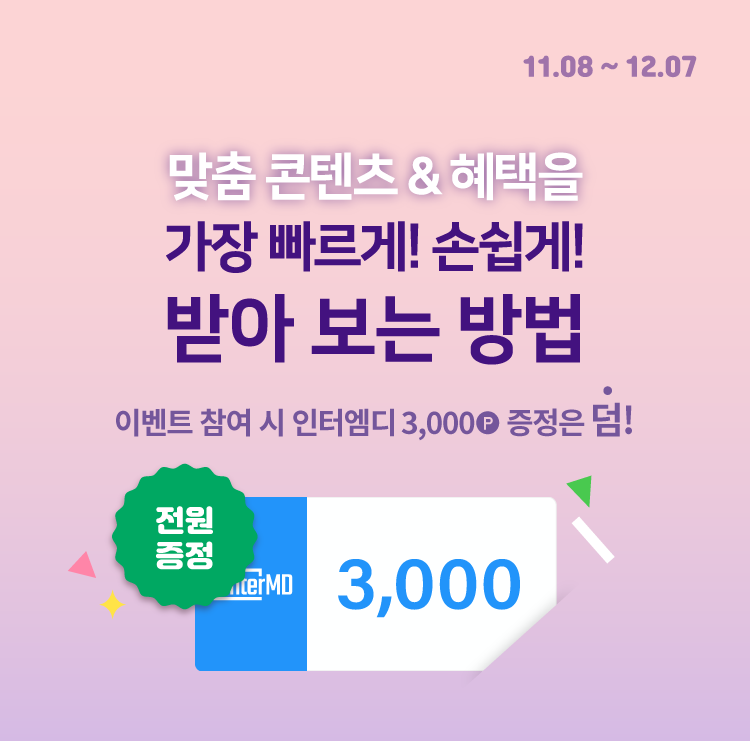 11.08 ~ 12.07
맞춤 콘텐츠 & 혜택을
가장 빠르게! 손쉽게!
받아 보는 방법
이벤트 참여 시 인터엠디 3,000P 증정은 덤!
전원
증정
nterMD
3,000